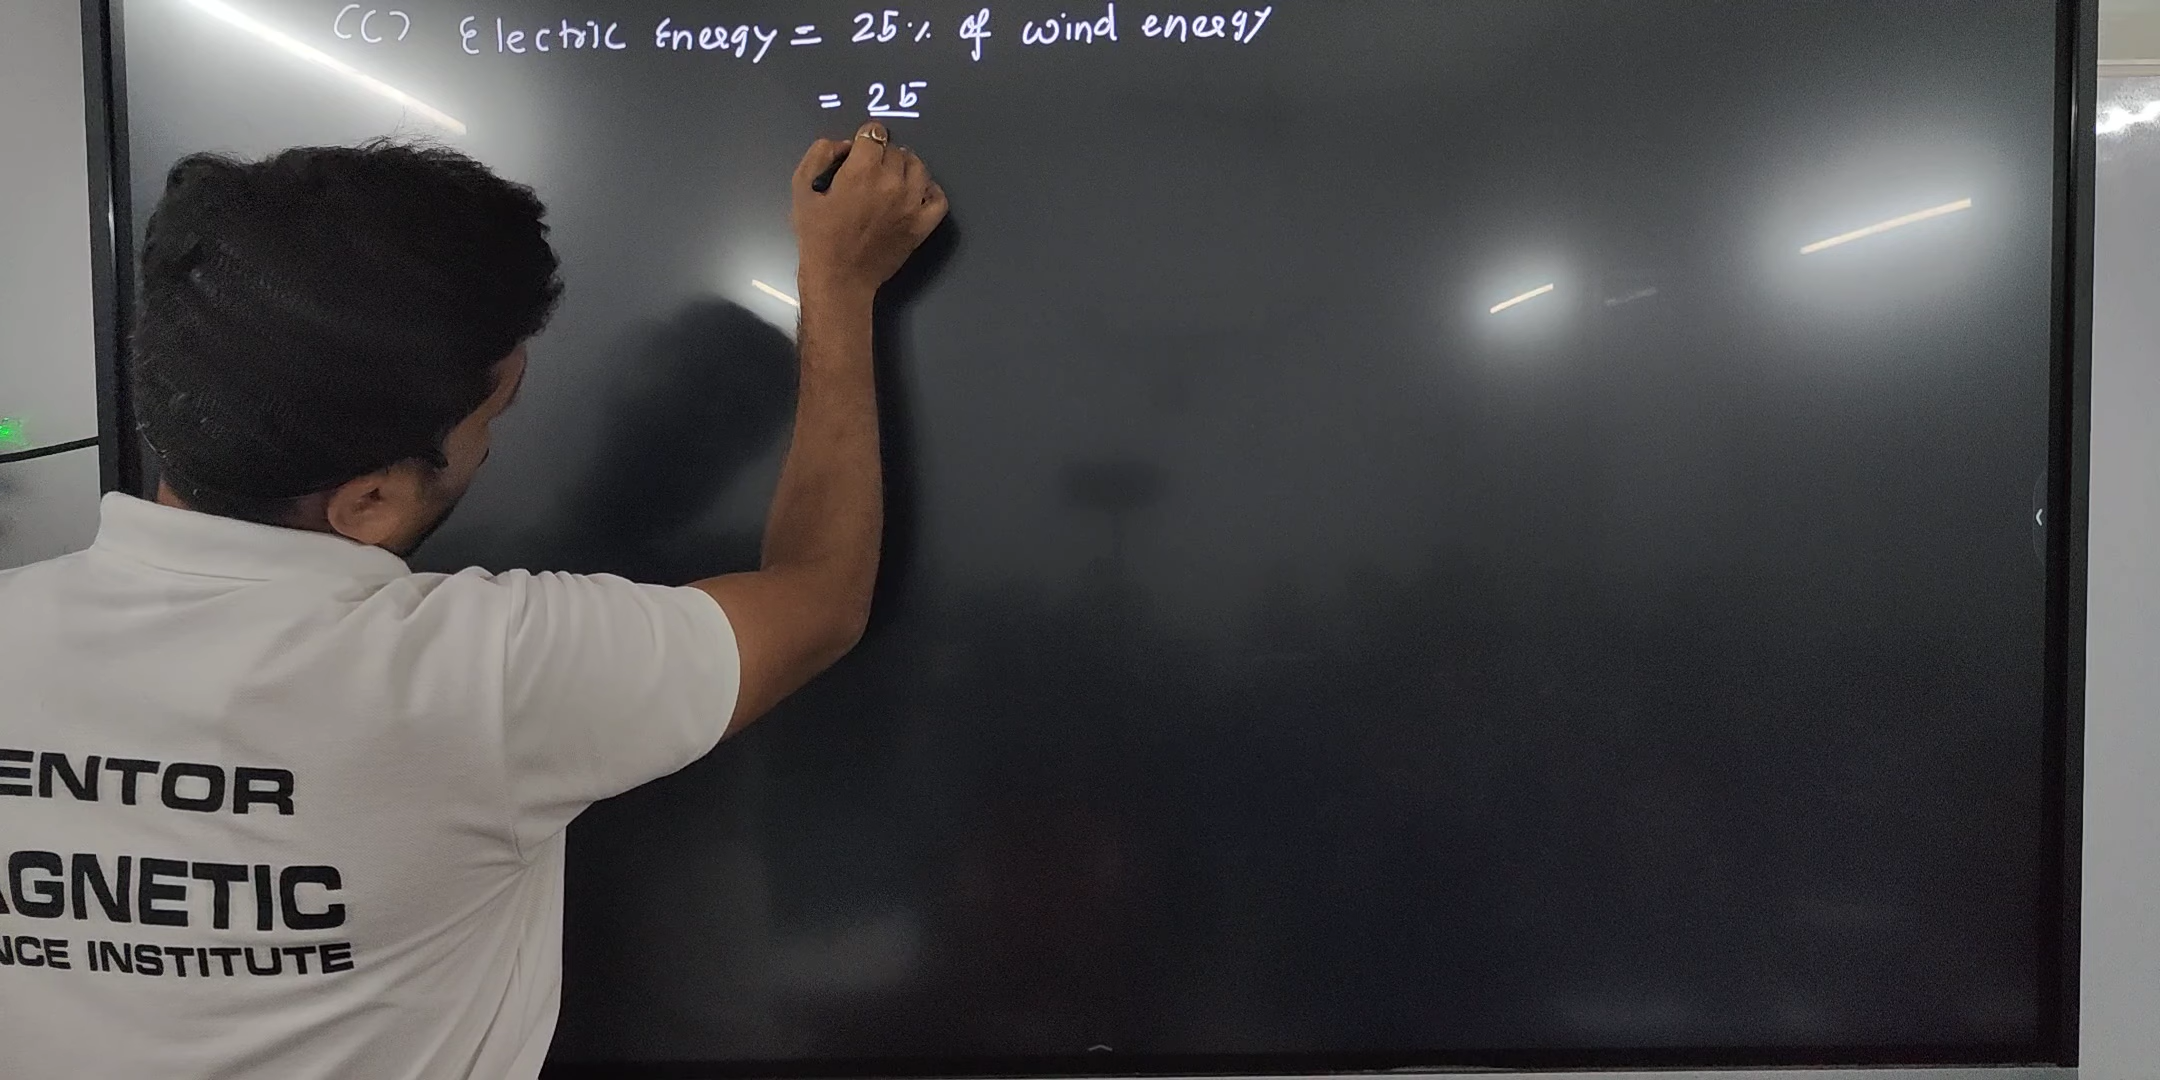 (C) Electric Energy = 25% of wind energy
= 25
ENTOR
AGNETIC
NCE INSTITUTE